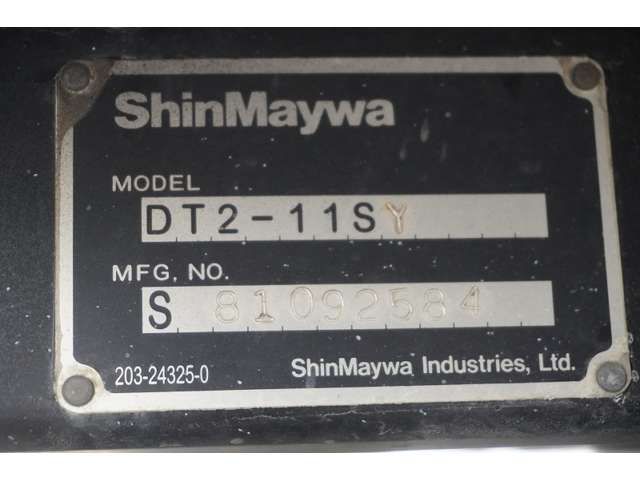 ShinMaywa
MODEL
DT2-11SY
MFG. NO.
S 81092584
203-24325-0
ShinMaywa Industries, Ltd.